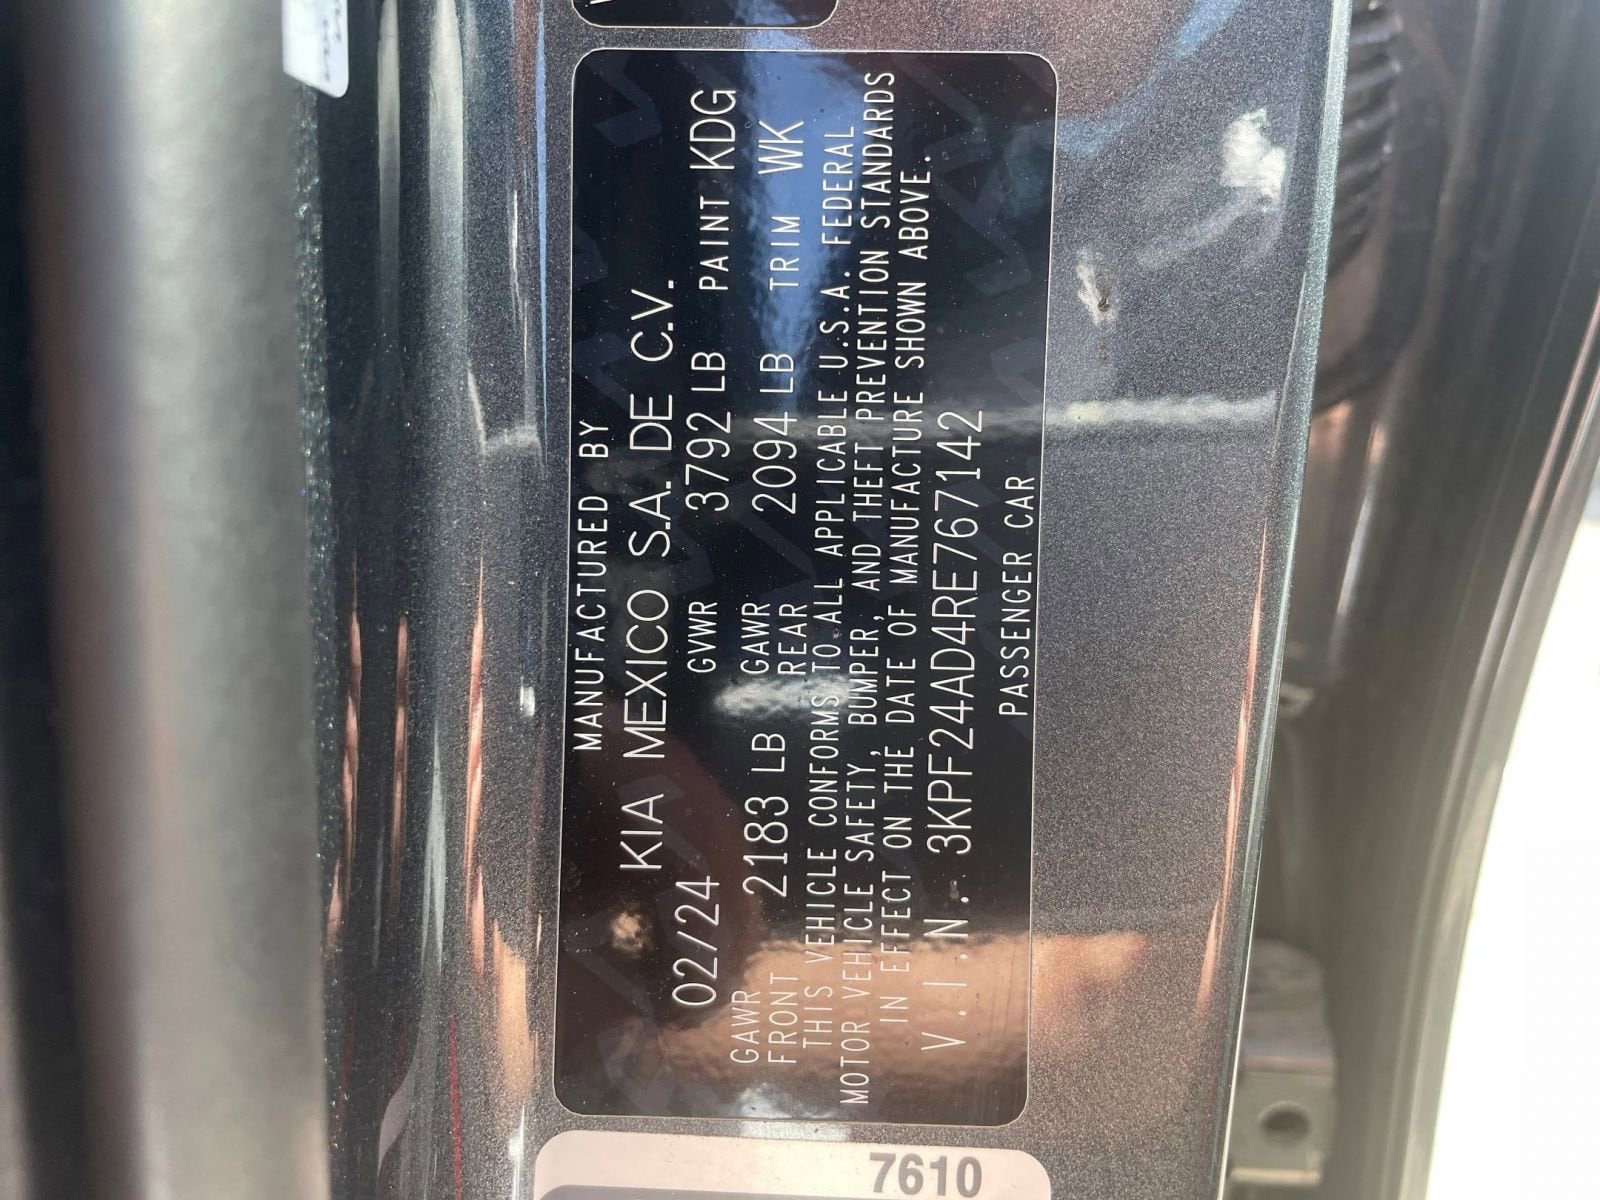 MANUFACTURED BY
KIA MEXICO S.A. DE C.V.
02/24 GVWR 3792 LB PAINT KDG
GAWR FRONT 2183 LB GAWR REAR 2094 LB TRIM WK
THIS VEHICLE CONFORMS TO ALL APPLICABLE U.S.A. FEDERAL
MOTOR VEHICLE SAFETY, BUMPER, AND THEFT PREVENTION STANDARDS
IN EFFECT ON THE DATE OF MANUFACTURE SHOWN ABOVE.
V.I.N. 3KPF24AD4RE767142
PASSENGER CAR
7610